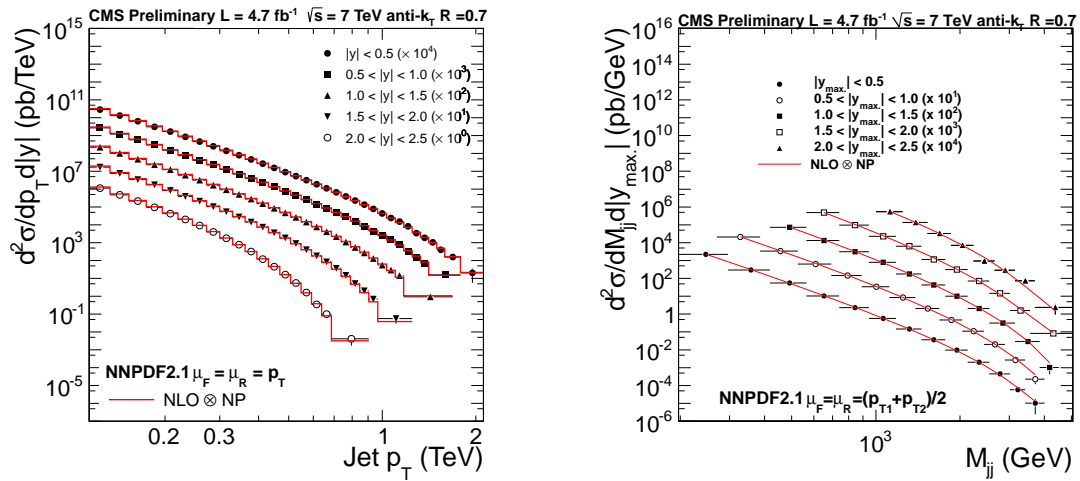 CMS Preliminary L = 4.7 fb⁻¹ √s = 7 TeV anti-k_T R =0.7
d²σ/dp_T d|y| (pb/TeV)
10¹⁵
10¹¹
10⁷
10³
10⁻¹
10⁻⁵
|y| < 0.5 (× 10⁴)
0.5 < |y| < 1.0 (× 10³)
1.0 < |y| < 1.5 (× 10²)
1.5 < |y| < 2.0 (× 10¹)
2.0 < |y| < 2.5 (× 10⁰)
NNPDF2.1 μ_F = μ_R = p_T
NLO ⊗ NP
0.2 0.3 1 2
Jet p_T (TeV)
CMS Preliminary L = 4.7 fb⁻¹ √s = 7 TeV anti-k_T R =0.7
d²σ/dM_jj d|y_max.| (pb/GeV)
10¹⁶
10¹⁴
10¹²
10¹⁰
10⁸
10⁶
10⁴
10²
1
10⁻²
10⁻⁴
10⁻⁶
|y_max.| < 0.5
0.5 < |y_max.| < 1.0 (x 10¹)
1.0 < |y_max.| < 1.5 (x 10²)
1.5 < |y_max.| < 2.0 (x 10³)
2.0 < |y_max.| < 2.5 (x 10⁴)
NLO ⊗ NP
NNPDF2.1 μ_F=μ_R=(p_T1+p_T2)/2
10³
M_jj (GeV)